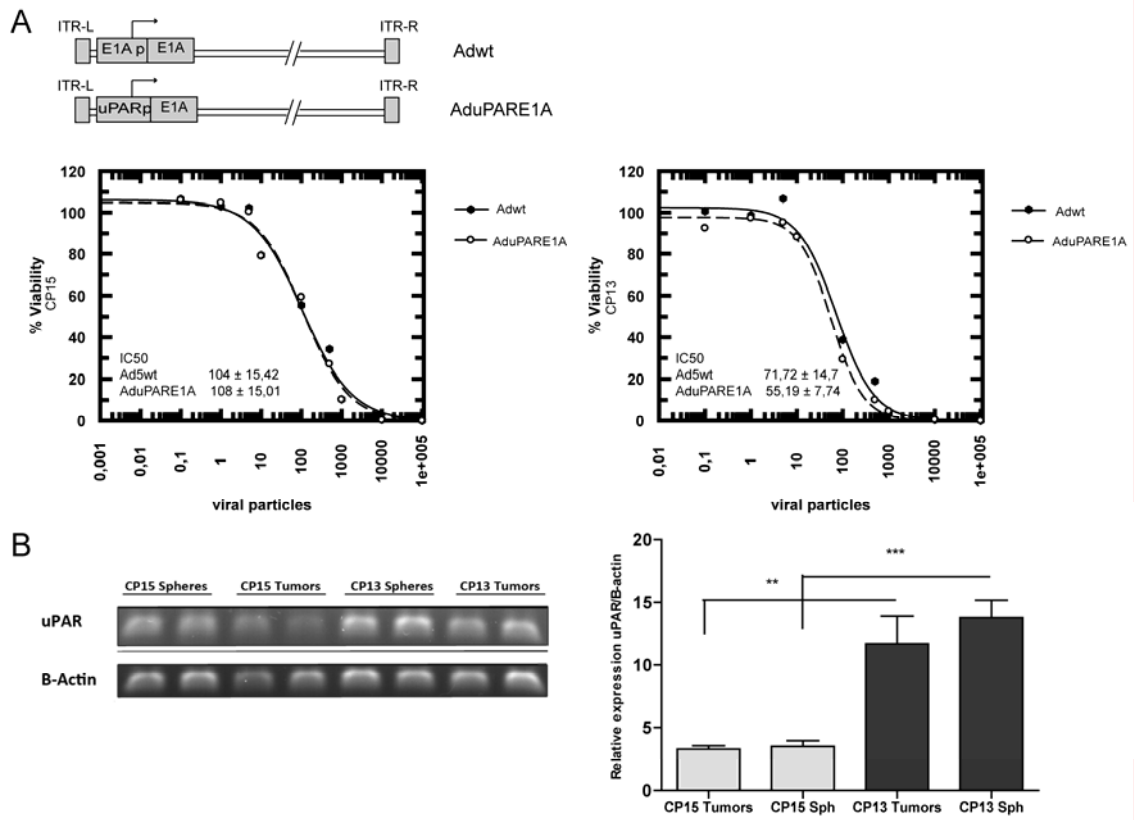 A
ITR-L
ITR-R
E1A p
E1A
Adwt
ITR-L
ITR-R
uPARp
E1A
AduPARE1A
120
100
80
60
40
20
0
% Viability
CP15
Adwt
AduPARE1A
IC50
Ad5wt 104 ± 15,42
AduPARE1A 108 ± 15,01
0,001 0,01 0,1 1 10 100 1000 10000 1e+005
viral particles
120
100
80
60
40
20
0
% Viability
CP13
Adwt
AduPARE1A
IC50
Ad5wt 71,72 ± 14,7
AduPARE1A 55,19 ± 7,74
0,01 0,1 1 10 100 1000 10000 1e+005
viral particles
B
CP15 Spheres CP15 Tumors CP13 Spheres CP13 Tumors
uPAR
B-Actin
20
15
10
5
0
Relative expression uPAR/B-actin
**
***
CP15 Tumors CP15 Sph CP13 Tumors CP13 Sph